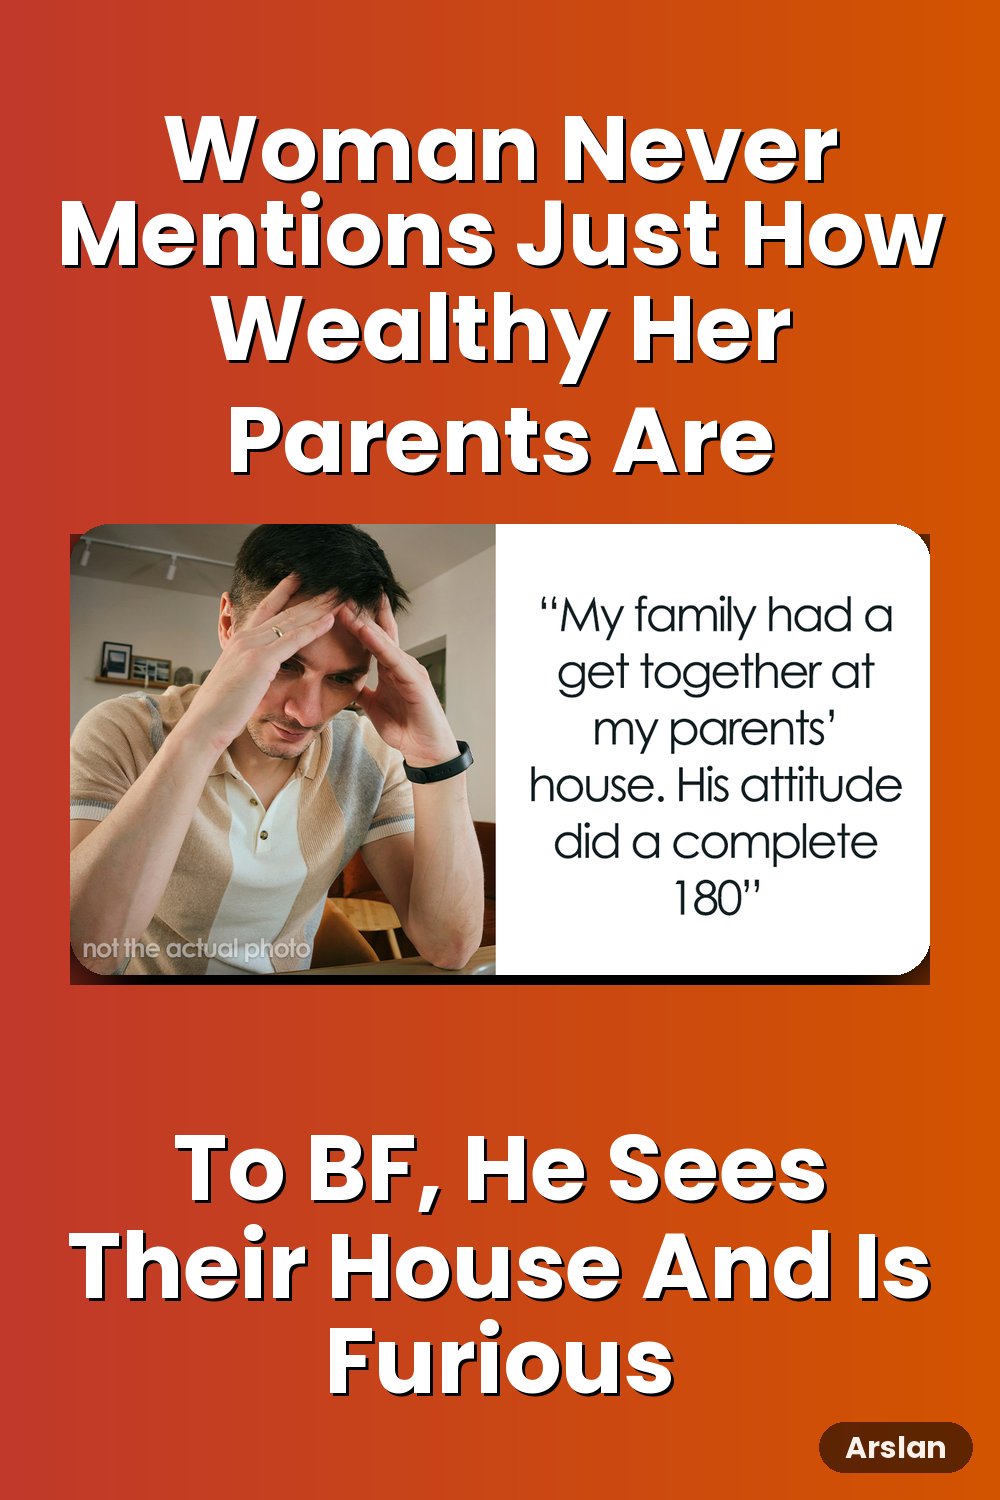 Woman Never
Mentions Just How
Wealthy Her
Parents Are
“My family had a
get together at
my parents’
house. His attitude
did a complete
180”
not the actual photo
To BF, He Sees
Their House And Is
Furious
Arslan